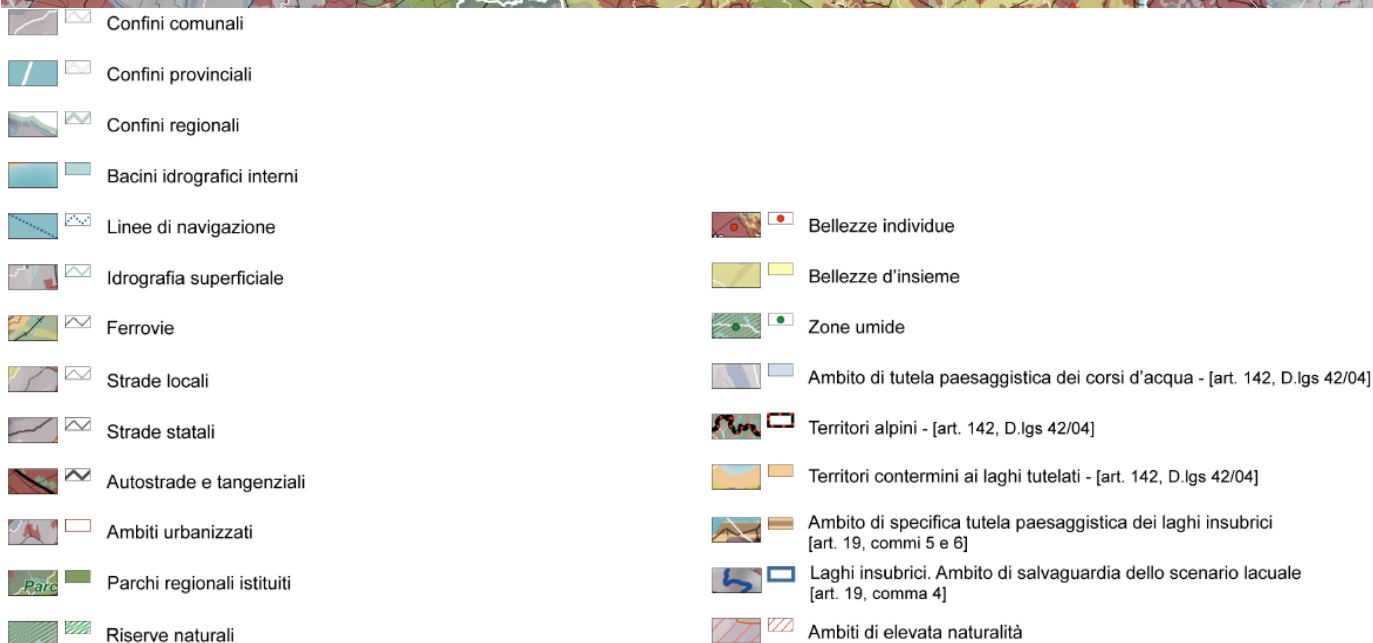 Confini comunali
Confini provinciali
Confini regionali
Bacini idrografici interni
Linee di navigazione
Idrografia superficiale
Ferrovie
Strade locali
Strade statali
Autostrade e tangenziali
Ambiti urbanizzati
Parc
Parchi regionali istituiti
Riserve naturali
Bellezze individue
Bellezze d'insieme
Zone umide
Ambito di tutela paesaggistica dei corsi d'acqua - [art. 142, D.lgs 42/04]
Territori alpini - [art. 142, D.lgs 42/04]
Territori contermini ai laghi tutelati - [art. 142, D.lgs 42/04]
Ambito di specifica tutela paesaggistica dei laghi insubrici
[art. 19, commi 5 e 6]
Laghi insubrici. Ambito di salvaguardia dello scenario lacuale
[art. 19, comma 4]
Ambiti di elevata naturalità